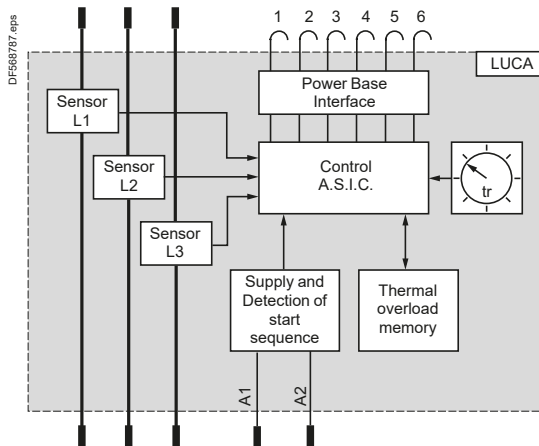 DF568787.eps
1 2 3 4 5 6
LUCA
Power Base
Interface
Sensor
L1
Control
A.S.I.C.
Sensor
L2
tr
Sensor
L3
Supply and
Detection of
start
sequence
Thermal
overload
memory
A1
A2